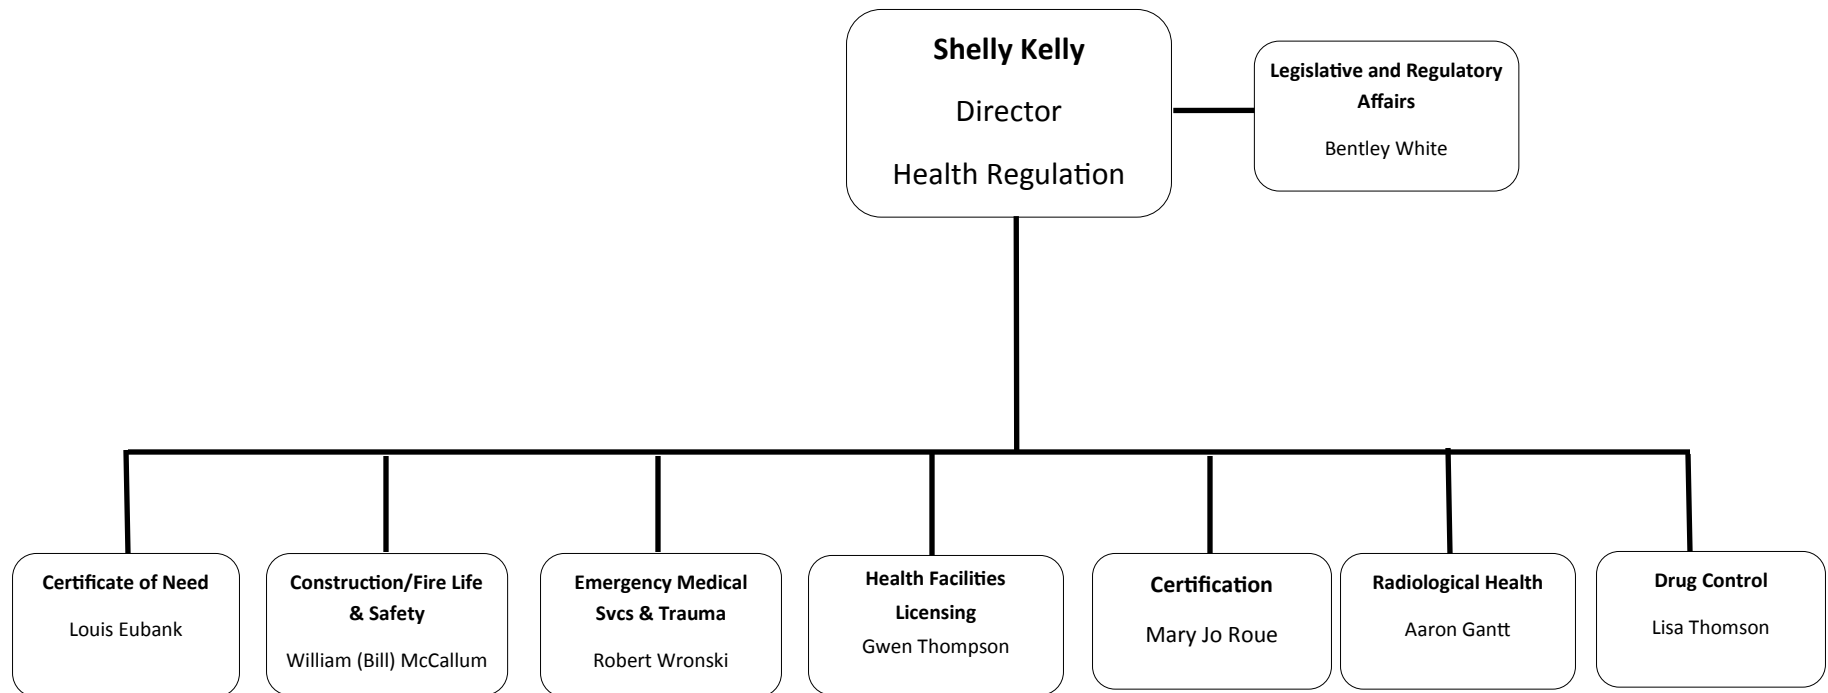 Shelly Kelly
Director
Health Regulation
Legislative and Regulatory
Affairs
Bentley White
Certificate of Need
Louis Eubank
Construction/Fire Life
& Safety
William (Bill) McCallum
Emergency Medical
Svcs & Trauma
Robert Wronski
Health Facilities
Licensing
Gwen Thompson
Certification
Mary Jo Roue
Radiological Health
Aaron Gantt
Drug Control
Lisa Thomson